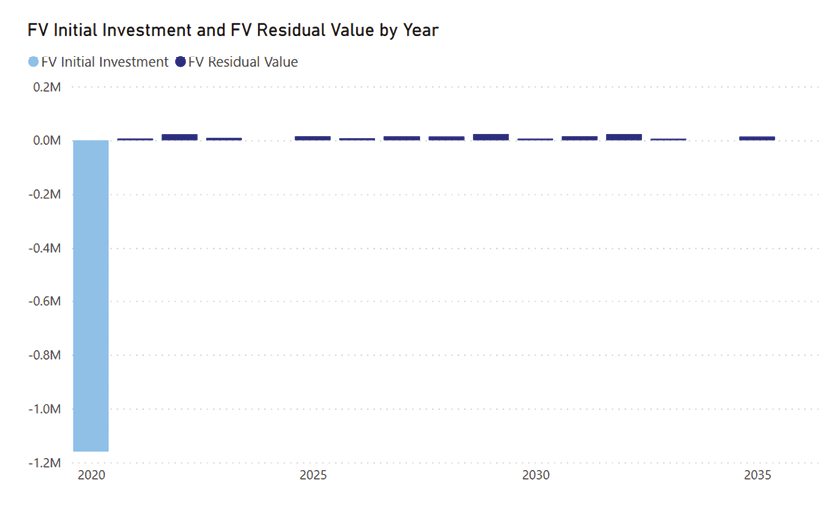 FV Initial Investment and FV Residual Value by Year
FV Initial Investment FV Residual Value
0.2M
0.0M
-0.2M
-0.4M
-0.6M
-0.8M
-1.0M
-1.2M
2020 2025 2030 2035